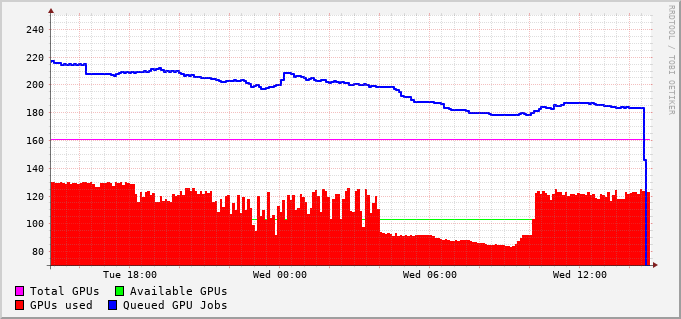 RRDTOOL / TOBI OETIKER
240
220
200
180
160
140
120
100
80
Tue 18:00 Wed 00:00 Wed 06:00 Wed 12:00
Total GPUs Available GPUs
GPUs used Queued GPU Jobs